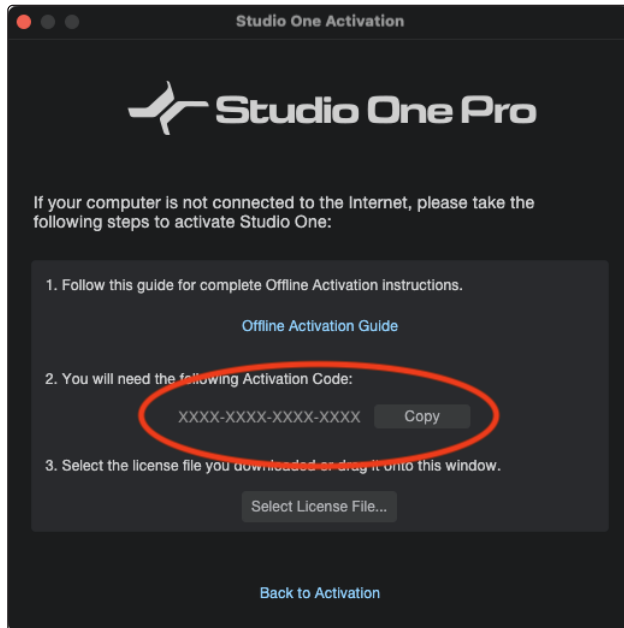 Studio One Activation
Studio One Pro
If your computer is not connected to the Internet, please take the
following steps to activate Studio One:
1. Follow this guide for complete Offline Activation instructions.
Offline Activation Guide
2. You will need the following Activation Code:
XXXX-XXXX-XXXX-XXXX Copy
3. Select the license file you downloaded or drag it onto this window.
Select License File...
Back to Activation